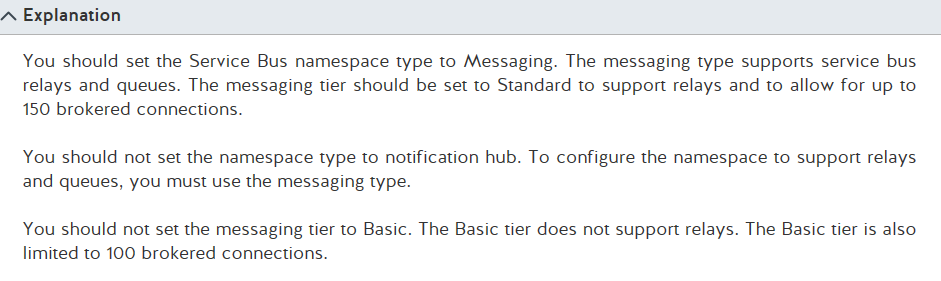 Explanation
You should set the Service Bus namespace type to Messaging. The messaging type supports service bus
relays and queues. The messaging tier should be set to Standard to support relays and to allow for up to
150 brokered connections.
You should not set the namespace type to notification hub. To configure the namespace to support relays
and queues, you must use the messaging type.
You should not set the messaging tier to Basic. The Basic tier does not support relays. The Basic tier is also
limited to 100 brokered connections.